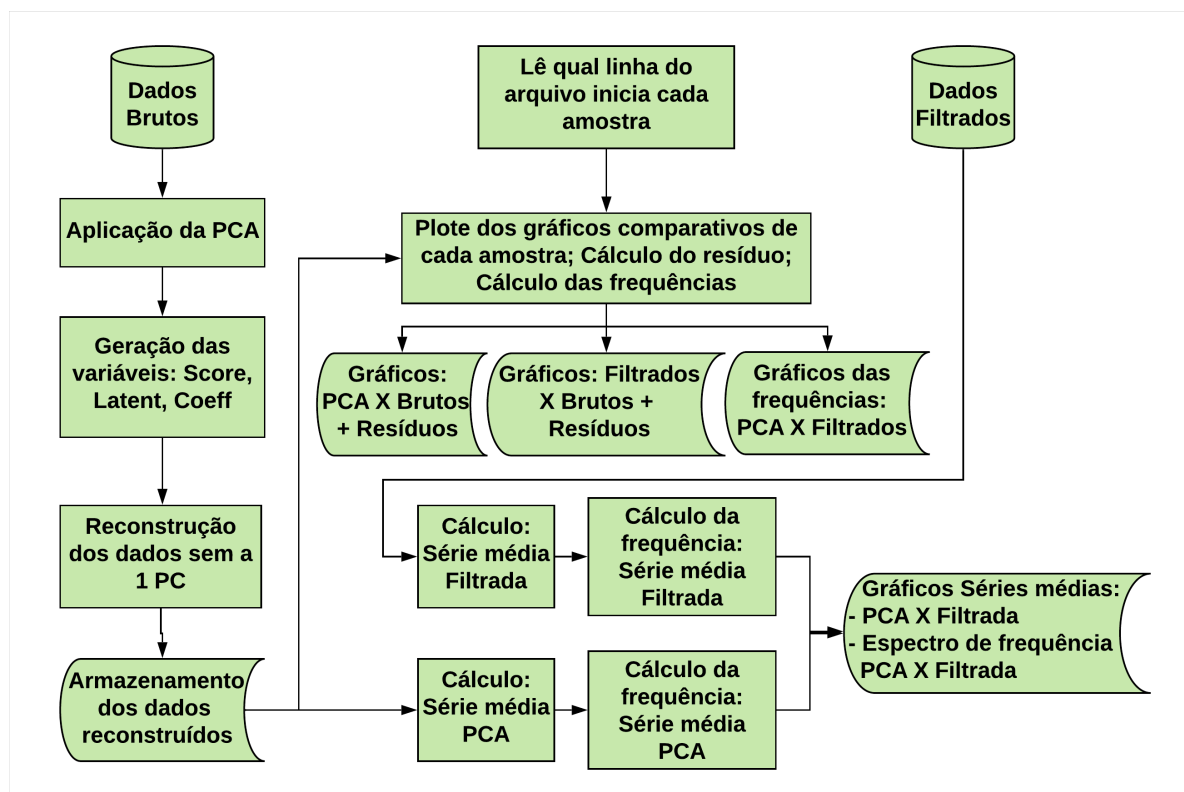 Dados
Brutos
Aplicação da PCA
Geração das
variáveis: Score,
Latent, Coeff
Reconstrução
dos dados sem a
1 PC
Armazenamento
dos dados
reconstruídos
Lê qual linha do
arquivo inicia cada
amostra
Plote dos gráficos comparativos de
cada amostra; Cálculo do resíduo;
Cálculo das frequências
Gráficos:
PCA X Brutos
+ Resíduos
Gráficos: Filtrados
X Brutos +
Resíduos
Gráficos das
frequências:
PCA X Filtrados
Dados
Filtrados
Cálculo:
Série média
Filtrada
Cálculo da
frequência:
Série média
Filtrada
Cálculo:
Série média
PCA
Cálculo da
frequência:
Série média
PCA
Gráficos Séries médias:
- PCA X Filtrada
- Espectro de frequência
PCA X Filtrada